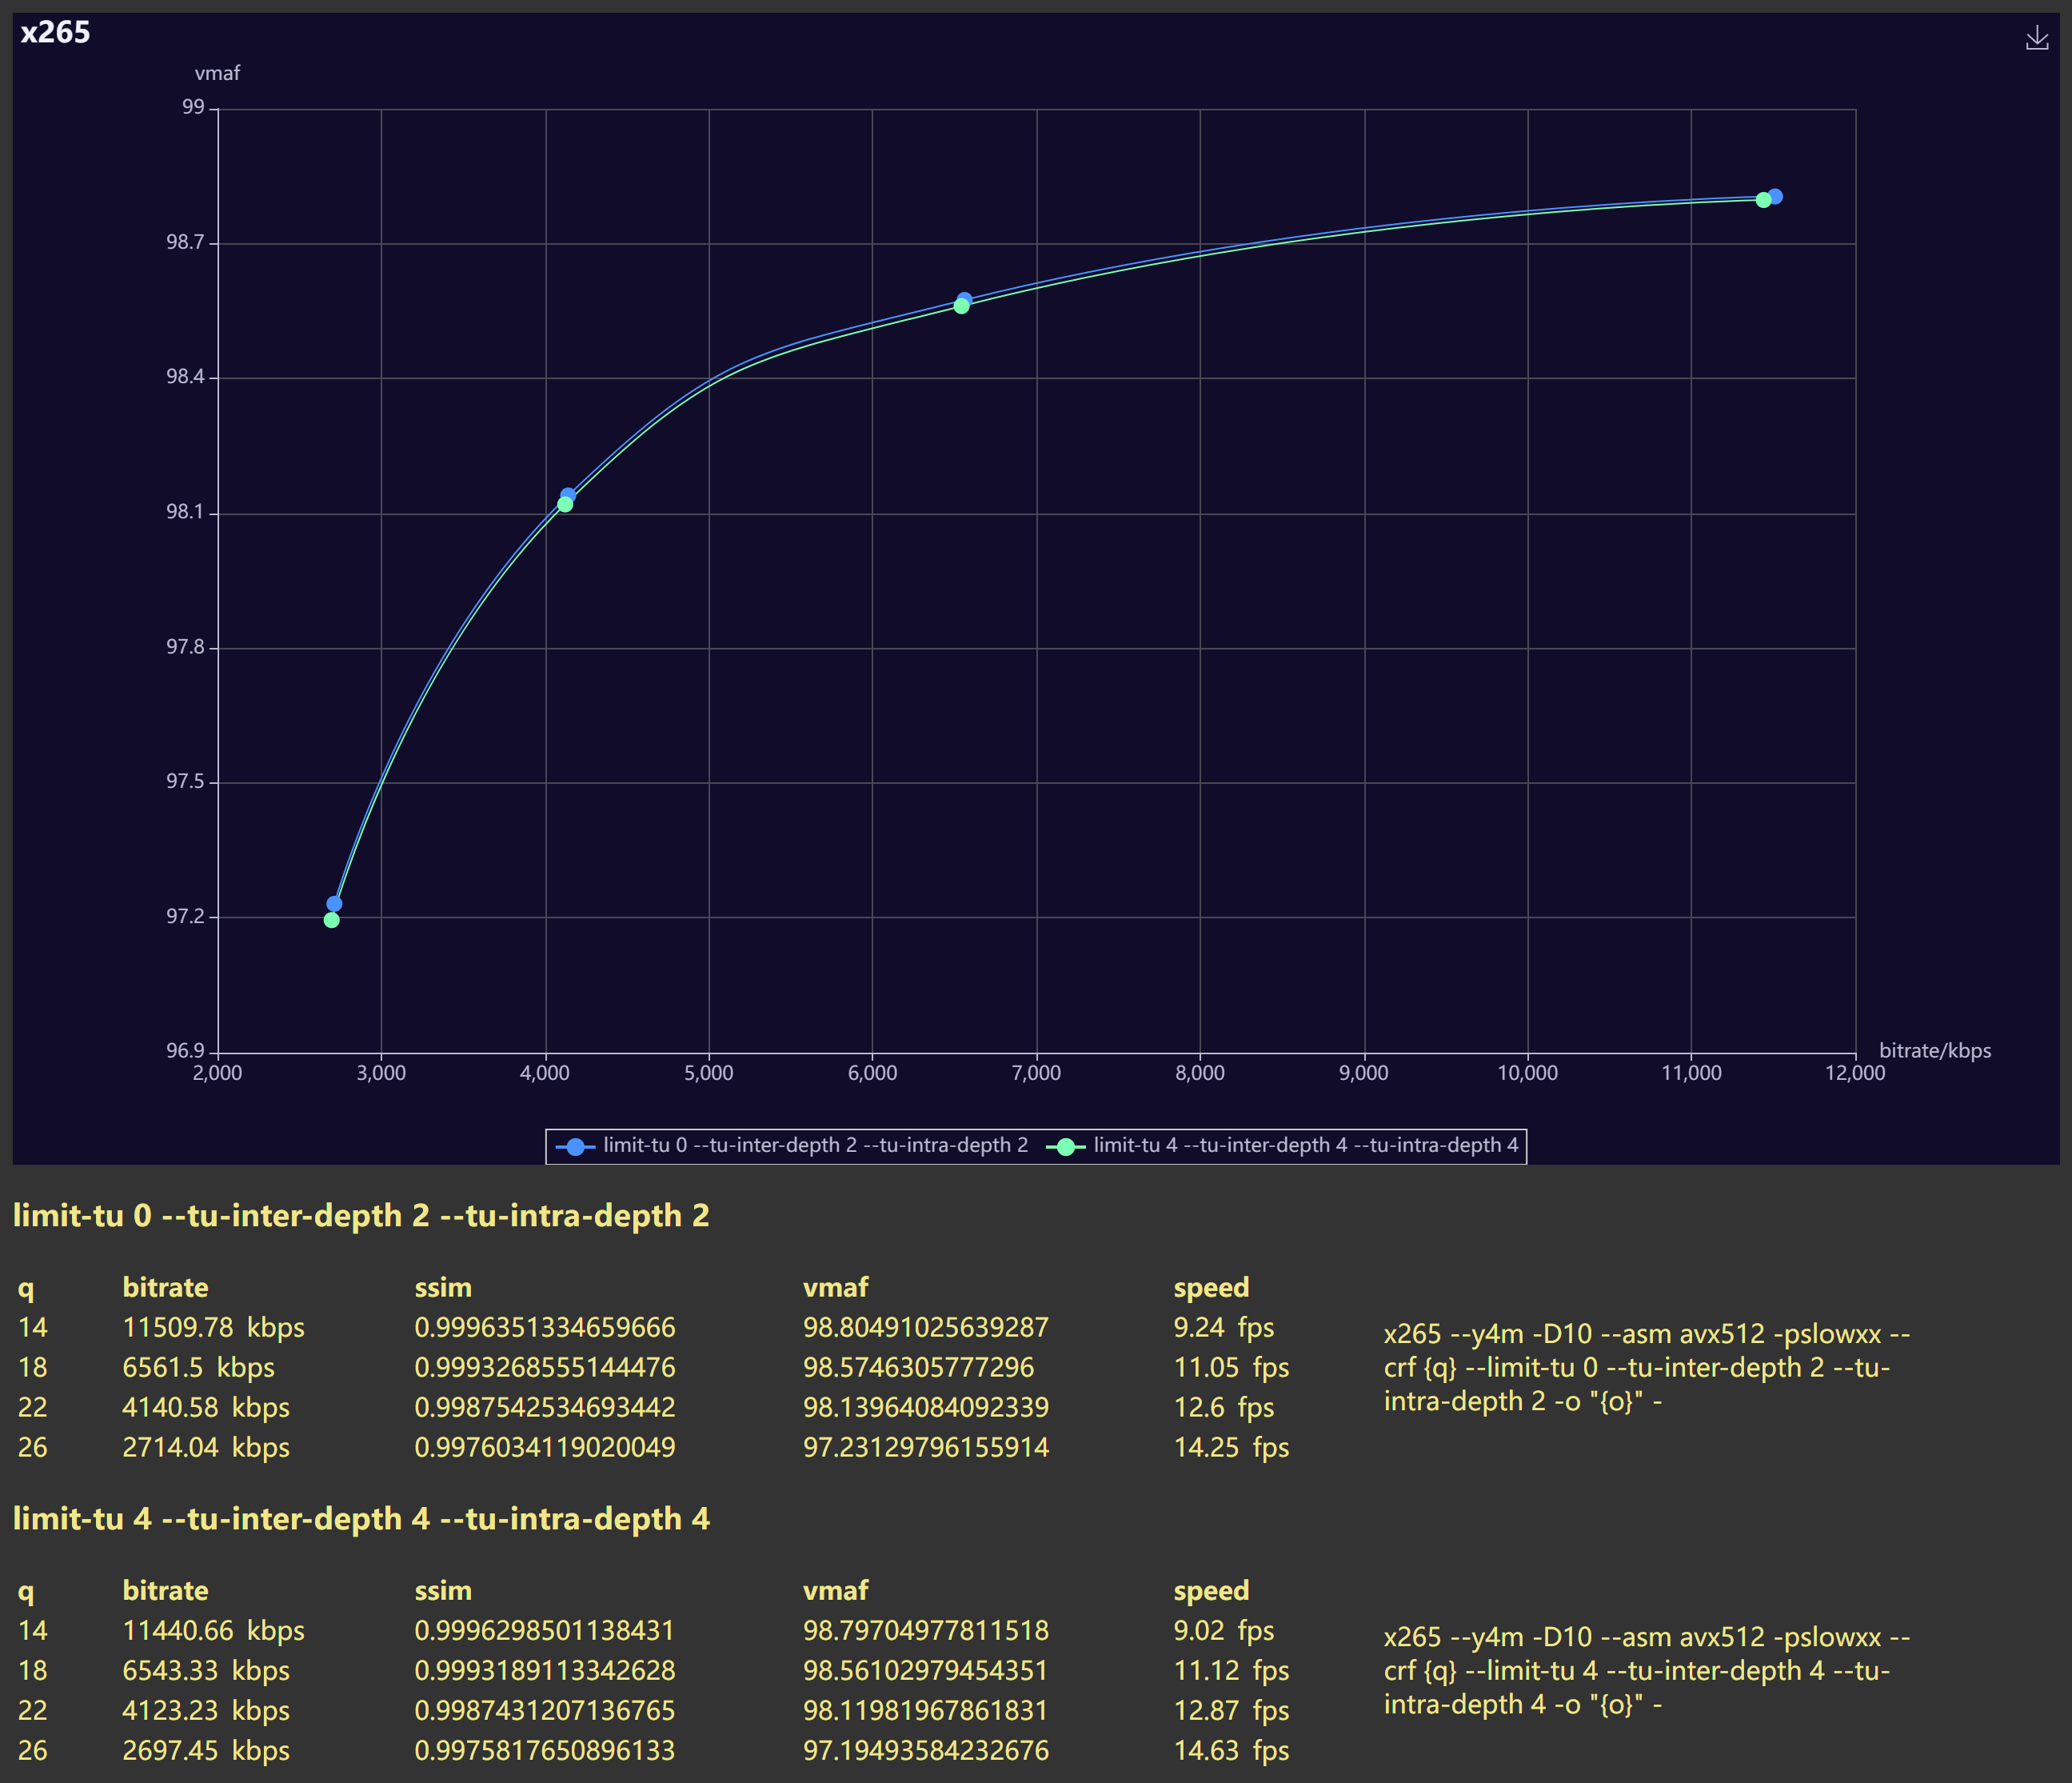 x265
vmaf
99
98.7
98.4
98.1
97.8
97.5
97.2
96.9
bitrate/kbps
2,000 3,000 4,000 5,000 6,000 7,000 8,000 9,000 10,000 11,000 12,000
limit-tu 0 --tu-inter-depth 2 --tu-intra-depth 2 limit-tu 4 --tu-inter-depth 4 --tu-intra-depth 4
limit-tu 0 --tu-inter-depth 2 --tu-intra-depth 2
q bitrate ssim vmaf speed
14 11509.78 kbps 0.9996351334659666 98.80491025639287 9.24 fps
18 6561.5 kbps 0.9993268555144476 98.5746305777296 11.05 fps
22 4140.58 kbps 0.9987542534693442 98.13964084092339 12.6 fps
26 2714.04 kbps 0.9976034119020049 97.23129796155914 14.25 fps
x265 --y4m -D10 --asm avx512 -pslowxx --
crf {q} --limit-tu 0 --tu-inter-depth 2 --tu-
intra-depth 2 -o "{o}" -
limit-tu 4 --tu-inter-depth 4 --tu-intra-depth 4
q bitrate ssim vmaf speed
14 11440.66 kbps 0.9996298501138431 98.79704977811518 9.02 fps
18 6543.33 kbps 0.9993189113342628 98.56102979454351 11.12 fps
22 4123.23 kbps 0.9987431207136765 98.11981967861831 12.87 fps
26 2697.45 kbps 0.9975817650896133 97.19493584232676 14.63 fps
x265 --y4m -D10 --asm avx512 -pslowxx --
crf {q} --limit-tu 4 --tu-inter-depth 4 --tu-
intra-depth 4 -o "{o}" -